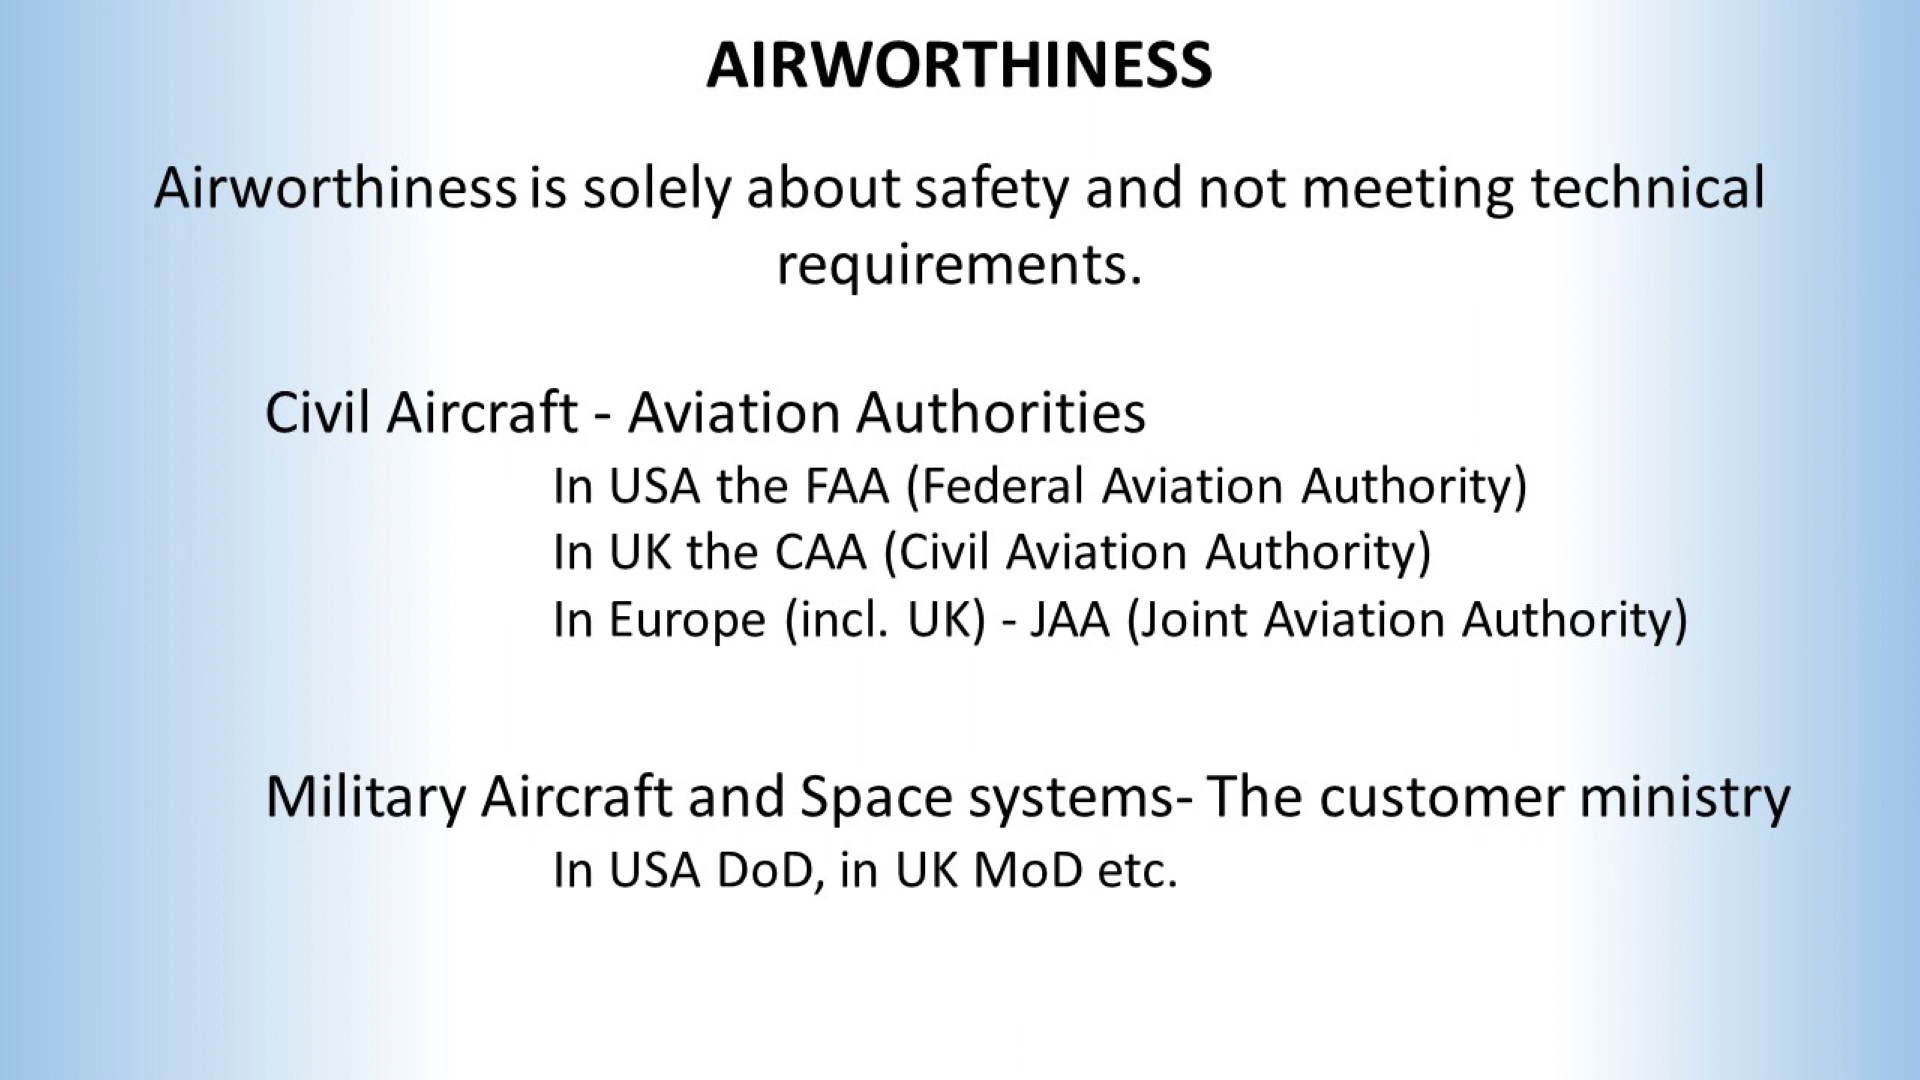 AIRWORTHINESS
Airworthiness is solely about safety and not meeting technical
requirements.
Civil Aircraft - Aviation Authorities
In USA the FAA (Federal Aviation Authority)
In UK the CAA (Civil Aviation Authority)
In Europe (incl. UK) - JAA (Joint Aviation Authority)
Military Aircraft and Space systems- The customer ministry
In USA DoD, in UK MoD etc.